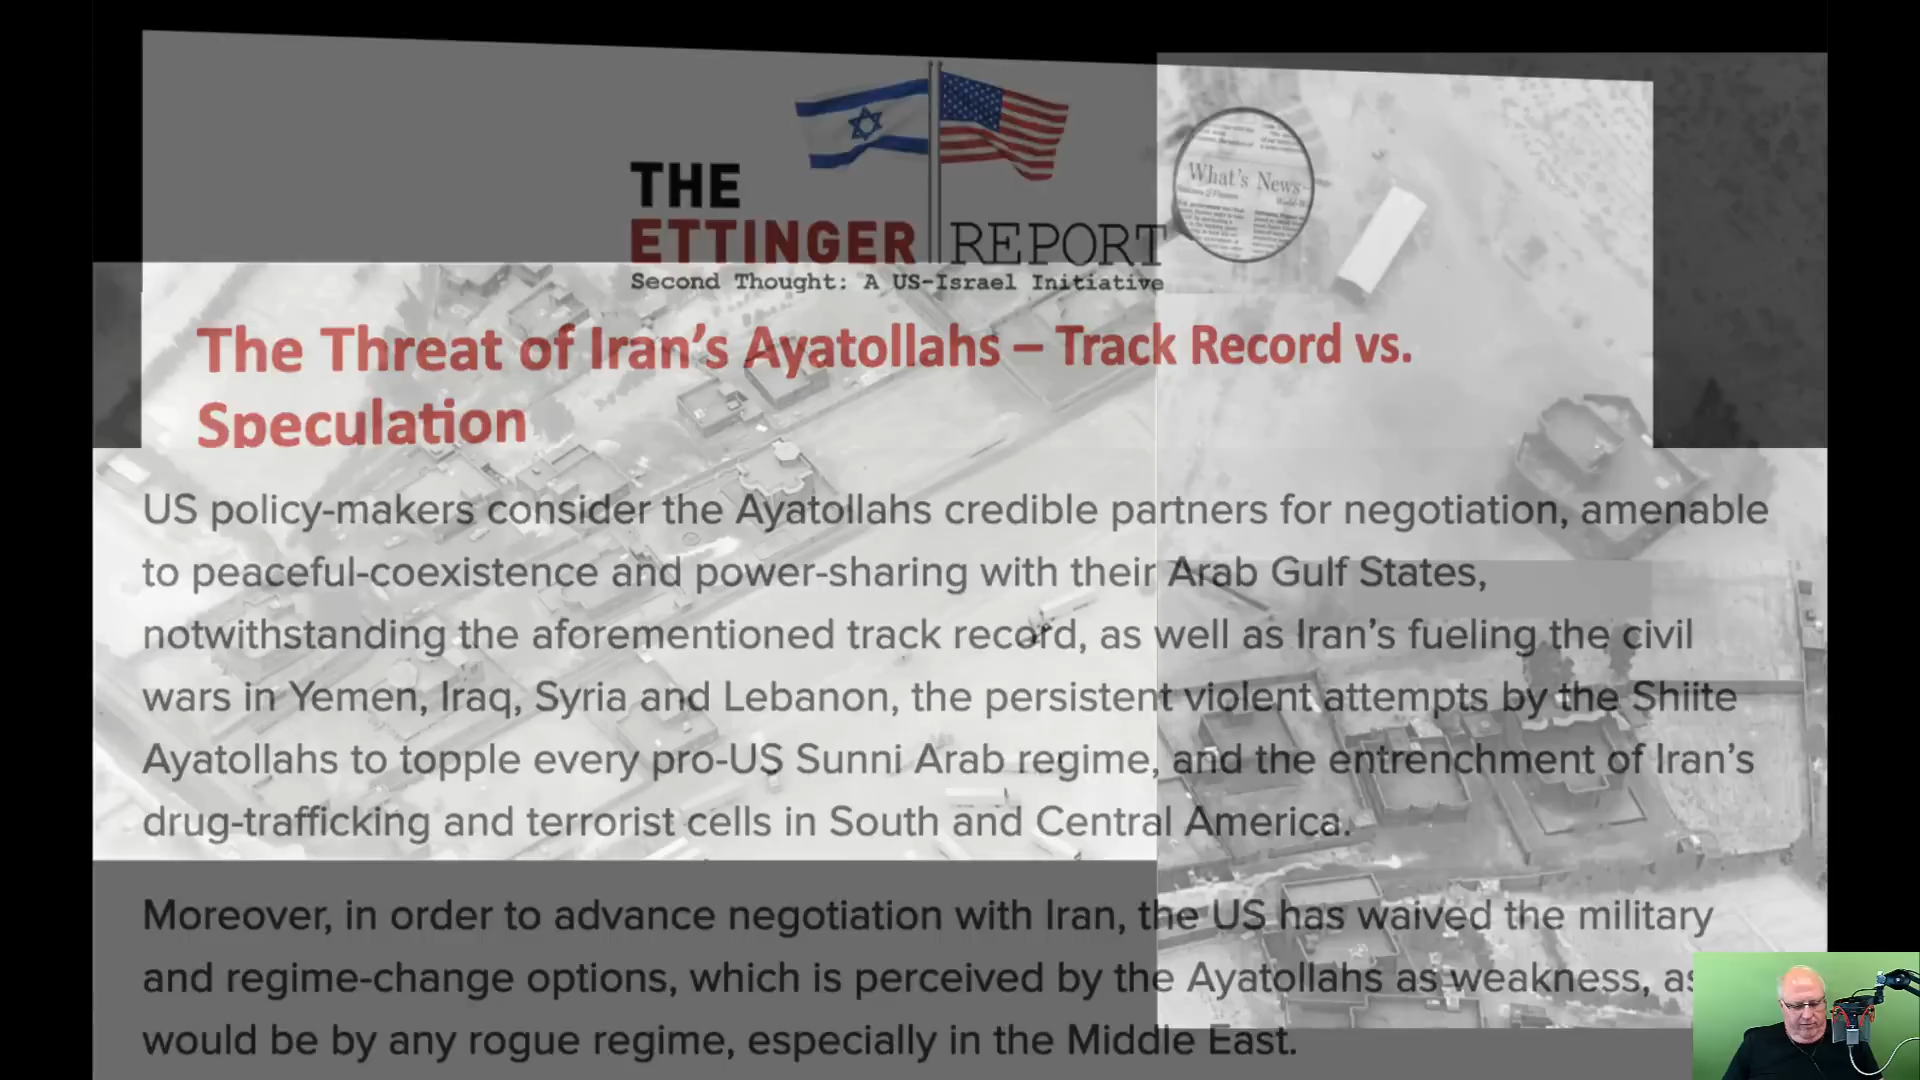 THE
ETTINGER REPORT
Second Thought: A US-Israel Initiative
What's News
The Threat of Iran's Ayatollahs – Track Record vs.
Speculation
US policy-makers consider the Ayatollahs credible partners for negotiation, amenable
to peaceful-coexistence and power-sharing with their Arab Gulf States,
notwithstanding the aforementioned track record, as well as Iran's fueling the civil
wars in Yemen, Iraq, Syria and Lebanon, the persistent violent attempts by the Shiite
Ayatollahs to topple every pro-US Sunni Arab regime, and the entrenchment of Iran's
drug-trafficking and terrorist cells in South and Central America.
Moreover, in order to advance negotiation with Iran, the US has waived the military
and regime-change options, which is perceived by the Ayatollahs as weakness, as
would be by any rogue regime, especially in the Middle East.